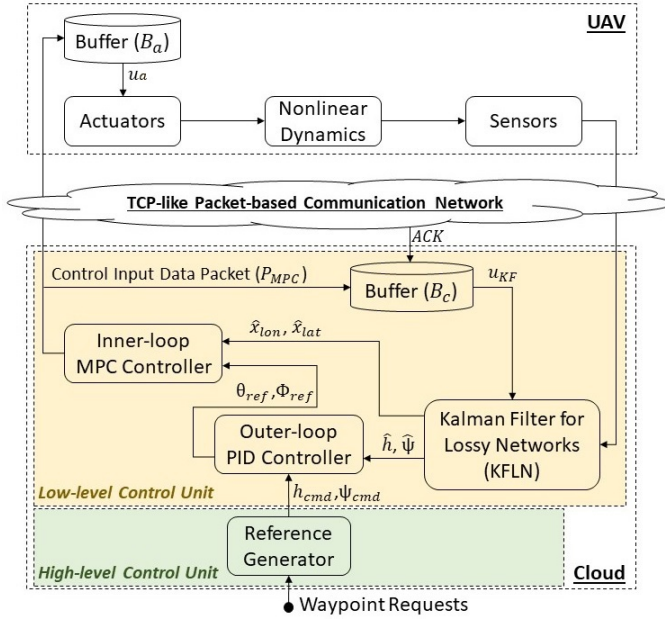 UAV
Buffer (Bₐ)
uₐ
Actuators
Nonlinear
Dynamics
Sensors
TCP-like Packet-based Communication Network
ACK
Control Input Data Packet (P_MPC)
Buffer (B_c)
u_KF
Inner-loop
MPC Controller
x̂_lon, x̂_lat
θ_ref, Φ_ref
Outer-loop
PID Controller
ĥ, Ψ̂
Kalman Filter for
Lossy Networks
(KFLN)
Low-level Control Unit
h_cmd, ψ_cmd
Reference
Generator
High-level Control Unit
Cloud
Waypoint Requests